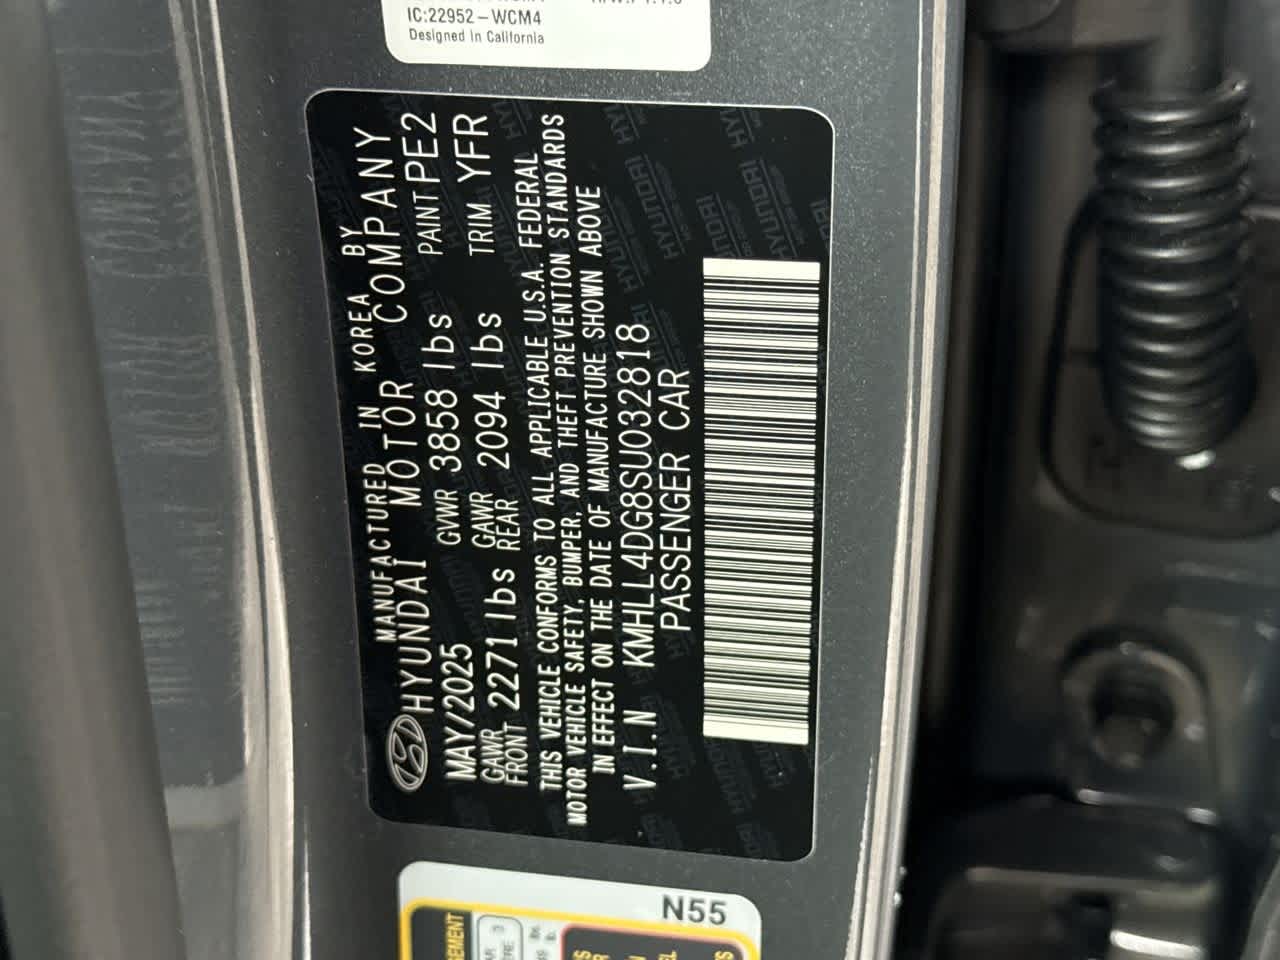 IC:22952-WCM4
Designed in California
MANUFACTURED IN KOREA BY
HYUNDAI MOTOR COMPANY
MAY/2025 GVWR 3858 lbs PAINT PE2
GAWR FRONT 2271 lbs GAWR REAR 2094 lbs TRIM YFR
THIS VEHICLE CONFORMS TO ALL APPLICABLE U.S.A. FEDERAL
MOTOR VEHICLE SAFETY, BUMPER, AND THEFT PREVENTION STANDARDS
IN EFFECT ON THE DATE OF MANUFACTURE SHOWN ABOVE
V.I.N KMHLL4DG8SU032818
PASSENGER CAR
N55